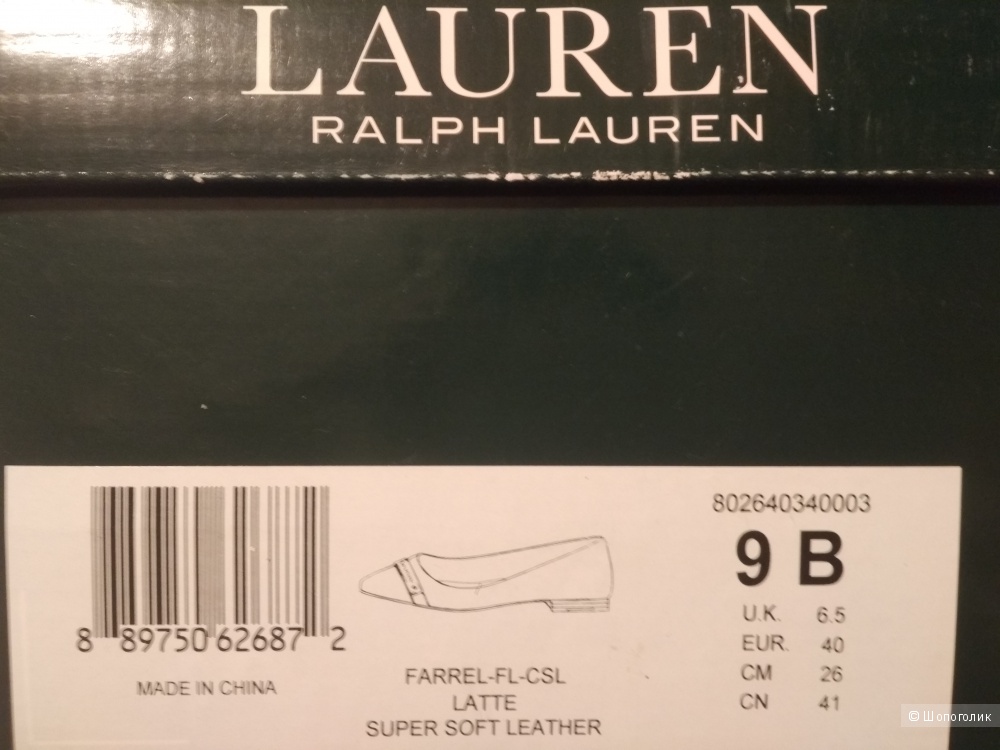 LAUREN
RALPH LAUREN
802640340003
9 B
U.K. 6.5
EUR. 40
CM 26
CN 41
8 89750 62687 2
MADE IN CHINA
FARREL-FL-CSL
LATTE
SUPER SOFT LEATHER
© Шопоголик